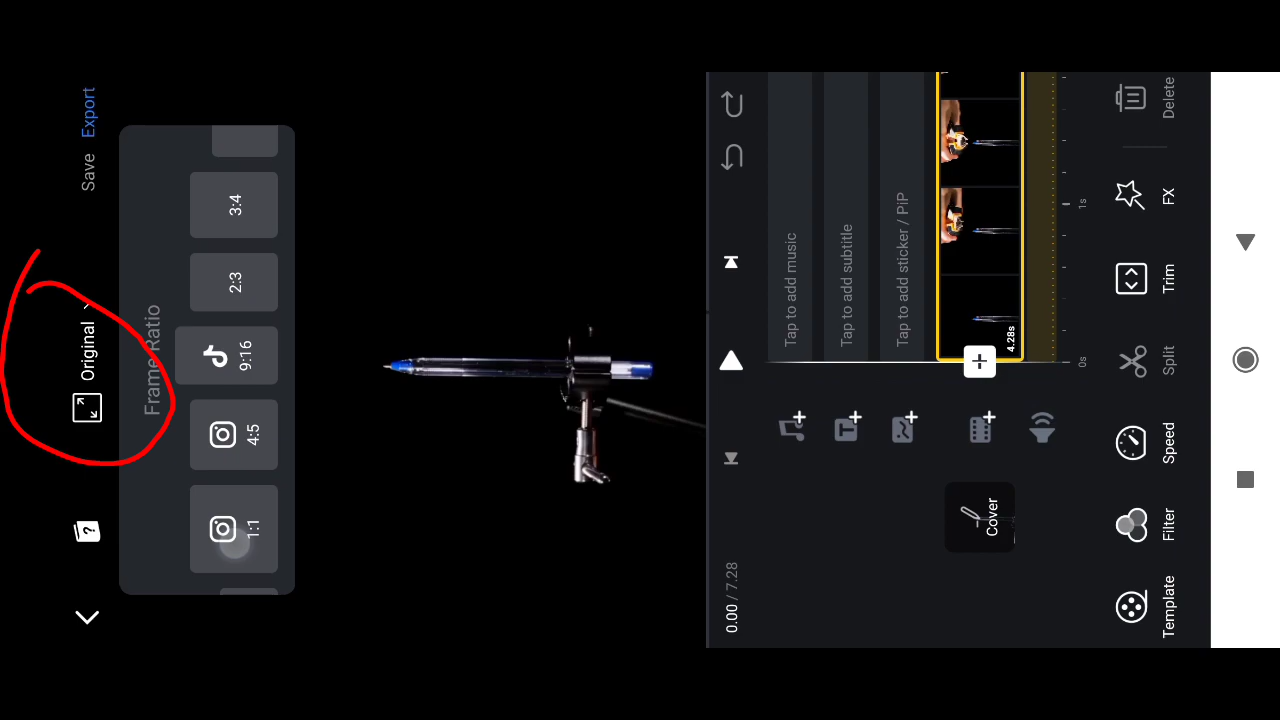 ?
Original
Save
Export
Frame Ratio
1:1
4:5
9:16
2:3
3:4
0.00 / 7.28
Tap to add music
Tap to add subtitle
Tap to add sticker / PiP
Cover
4.28s
0s
1s
Template
Filter
Speed
Split
Trim
FX
Delete